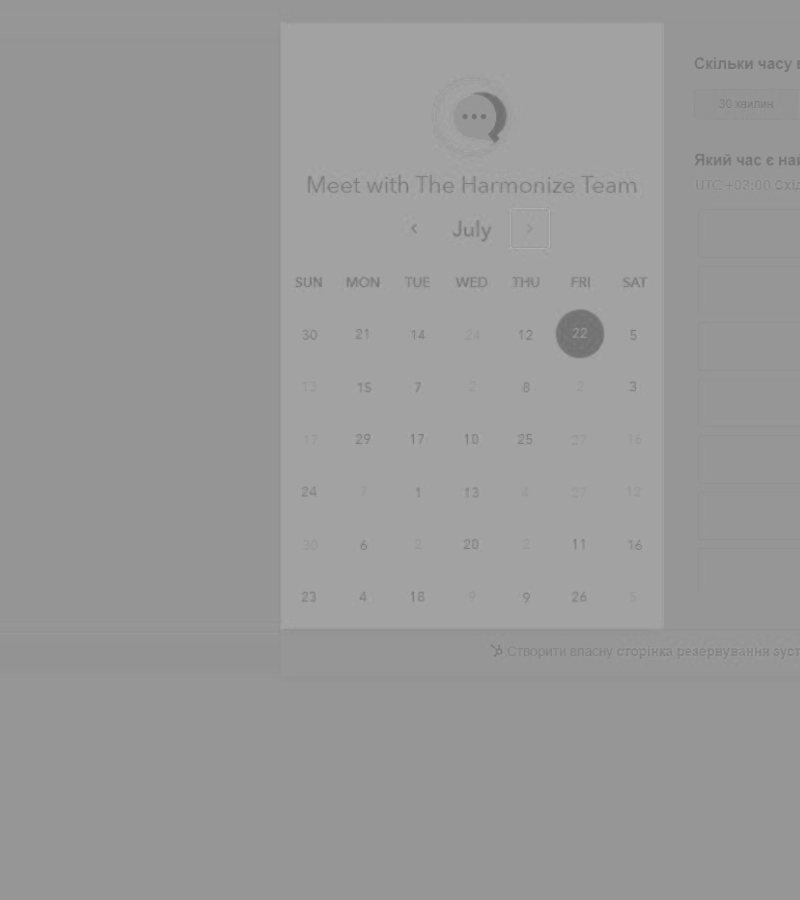 Скільки часу
30 хвилин
Який час є
UTC +03:00
Meet with The Harmonize Team
July
SUN MON TUE WED THU FRI SAT
30 21 14 24 12 22 5
13 15 7 2 8 2 3
17 29 17 10 25 27 16
24 7 1 13 4 27 12
30 6 2 20 2 11 16
23 4 18 9 9 26 5
Створити власну сторінка резервування